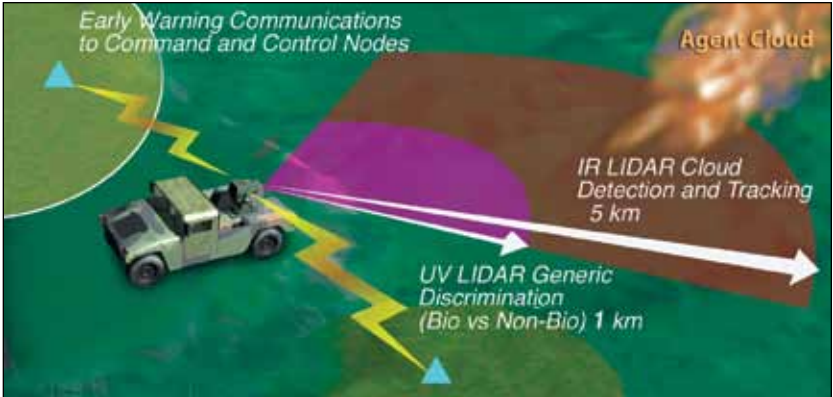 Early Warning Communications
to Command and Control Nodes
Agent Cloud
IR LIDAR Cloud
Detection and Tracking
5 km
UV LIDAR Generic
Discrimination
(Bio vs Non-Bio) 1 km